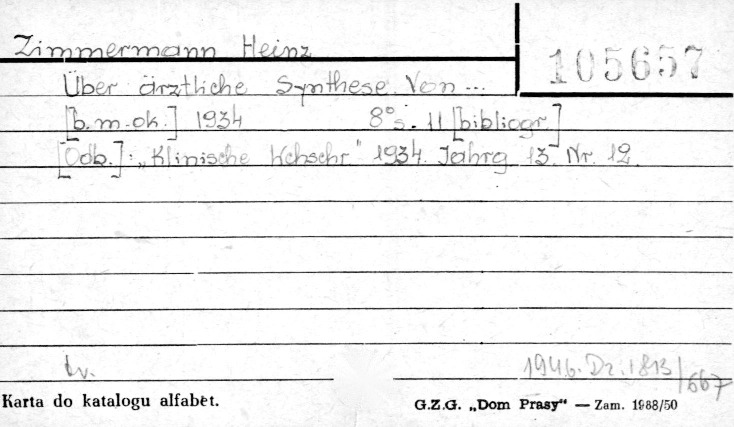 Zimmermann Heinz
105657
Über ärztliche Synthese. Von...
[b.m.ok.] 1934 8° s. 11 [bibliogr.]
[Odb.]: „Klinische Wchschr" 1934. Jahrg. 13. Nr. 12.
tv.
1946. Dz. 1813/667
Karta do katalogu alfabet.
G.Z.G. „Dom Prasy" — Zam. 1988/50